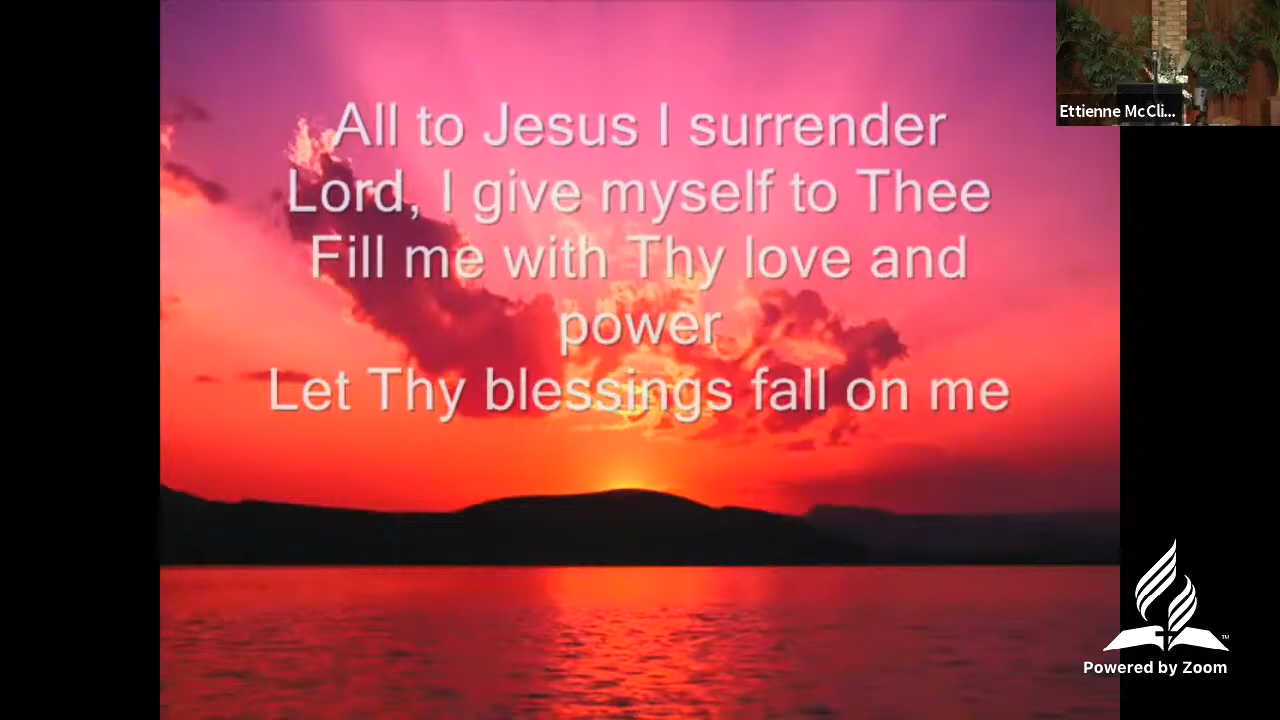 Ettienne McCli...
All to Jesus I surrender
Lord, I give myself to Thee
Fill me with Thy love and
power
Let Thy blessings fall on me
TM
Powered by Zoom